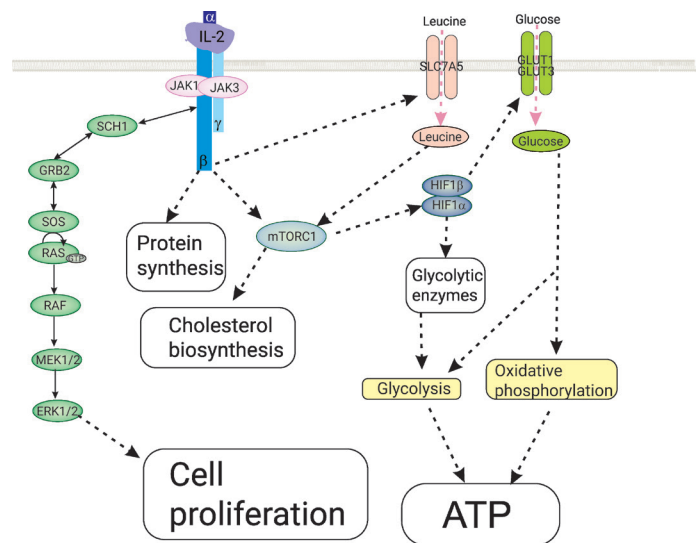 α
IL-2
Leucine
Glucose
SLC7A5
GLUT1
GLUT3
JAK1
JAK3
γ
β
SCH1
Leucine
Glucose
GRB2
HIF1β
HIF1α
SOS
RAS
GTP
mTORC1
Protein
synthesis
Glycolytic
enzymes
RAF
Cholesterol
biosynthesis
MEK1/2
Glycolysis
Oxidative
phosphorylation
ERK1/2
Cell
proliferation
ATP